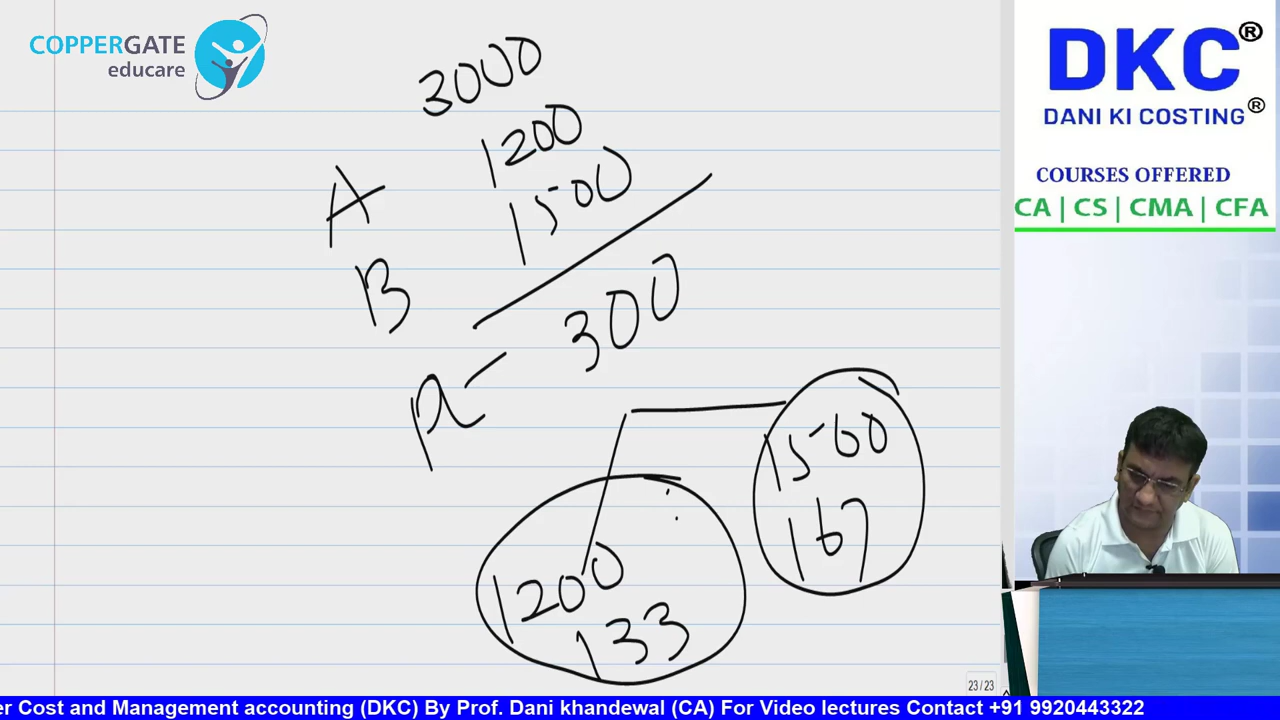 COPPERGATE
educare
3000
1200
A 1500
B
300
1500
167
1200
133
23/23
DKC®
DANI KI COSTING®
COURSES OFFERED
CA | CS | CMA | CFA
er Cost and Management accounting (DKC) By Prof. Dani khandewal (CA) For Video lectures Contact +91 9920443322